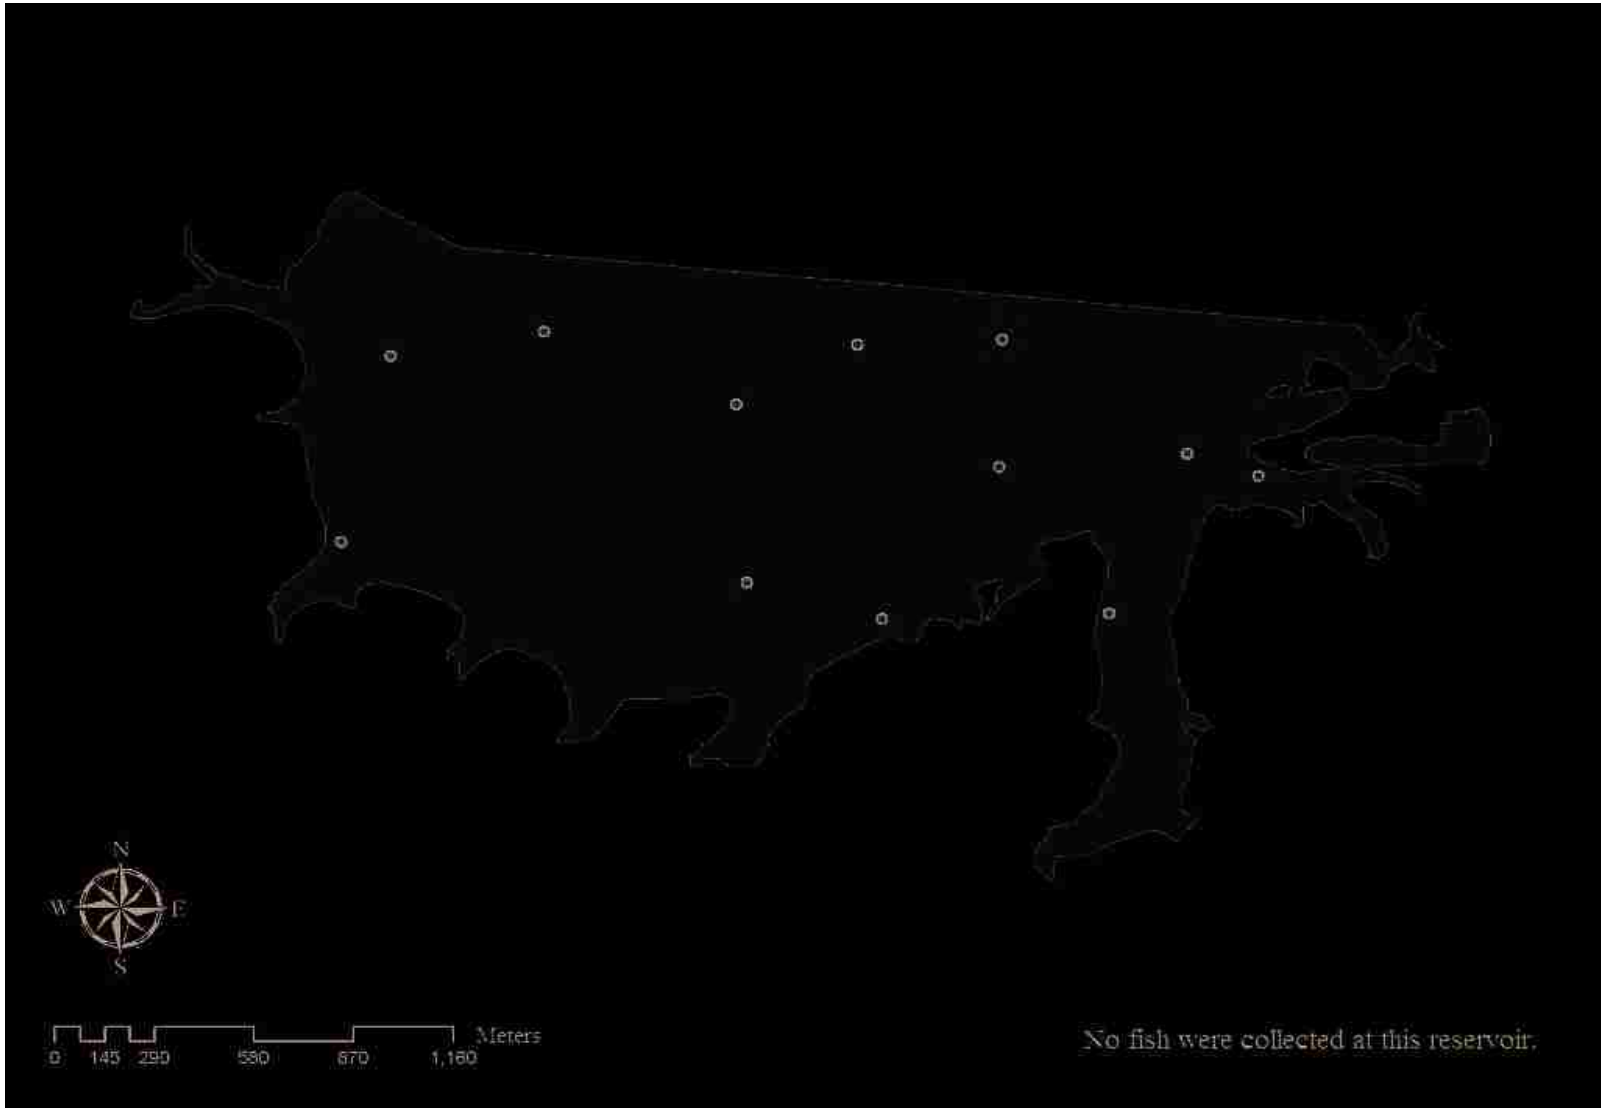 N
W E
S
0 145 290 580 870 1,160 Meters
No fish were collected at this reservoir.